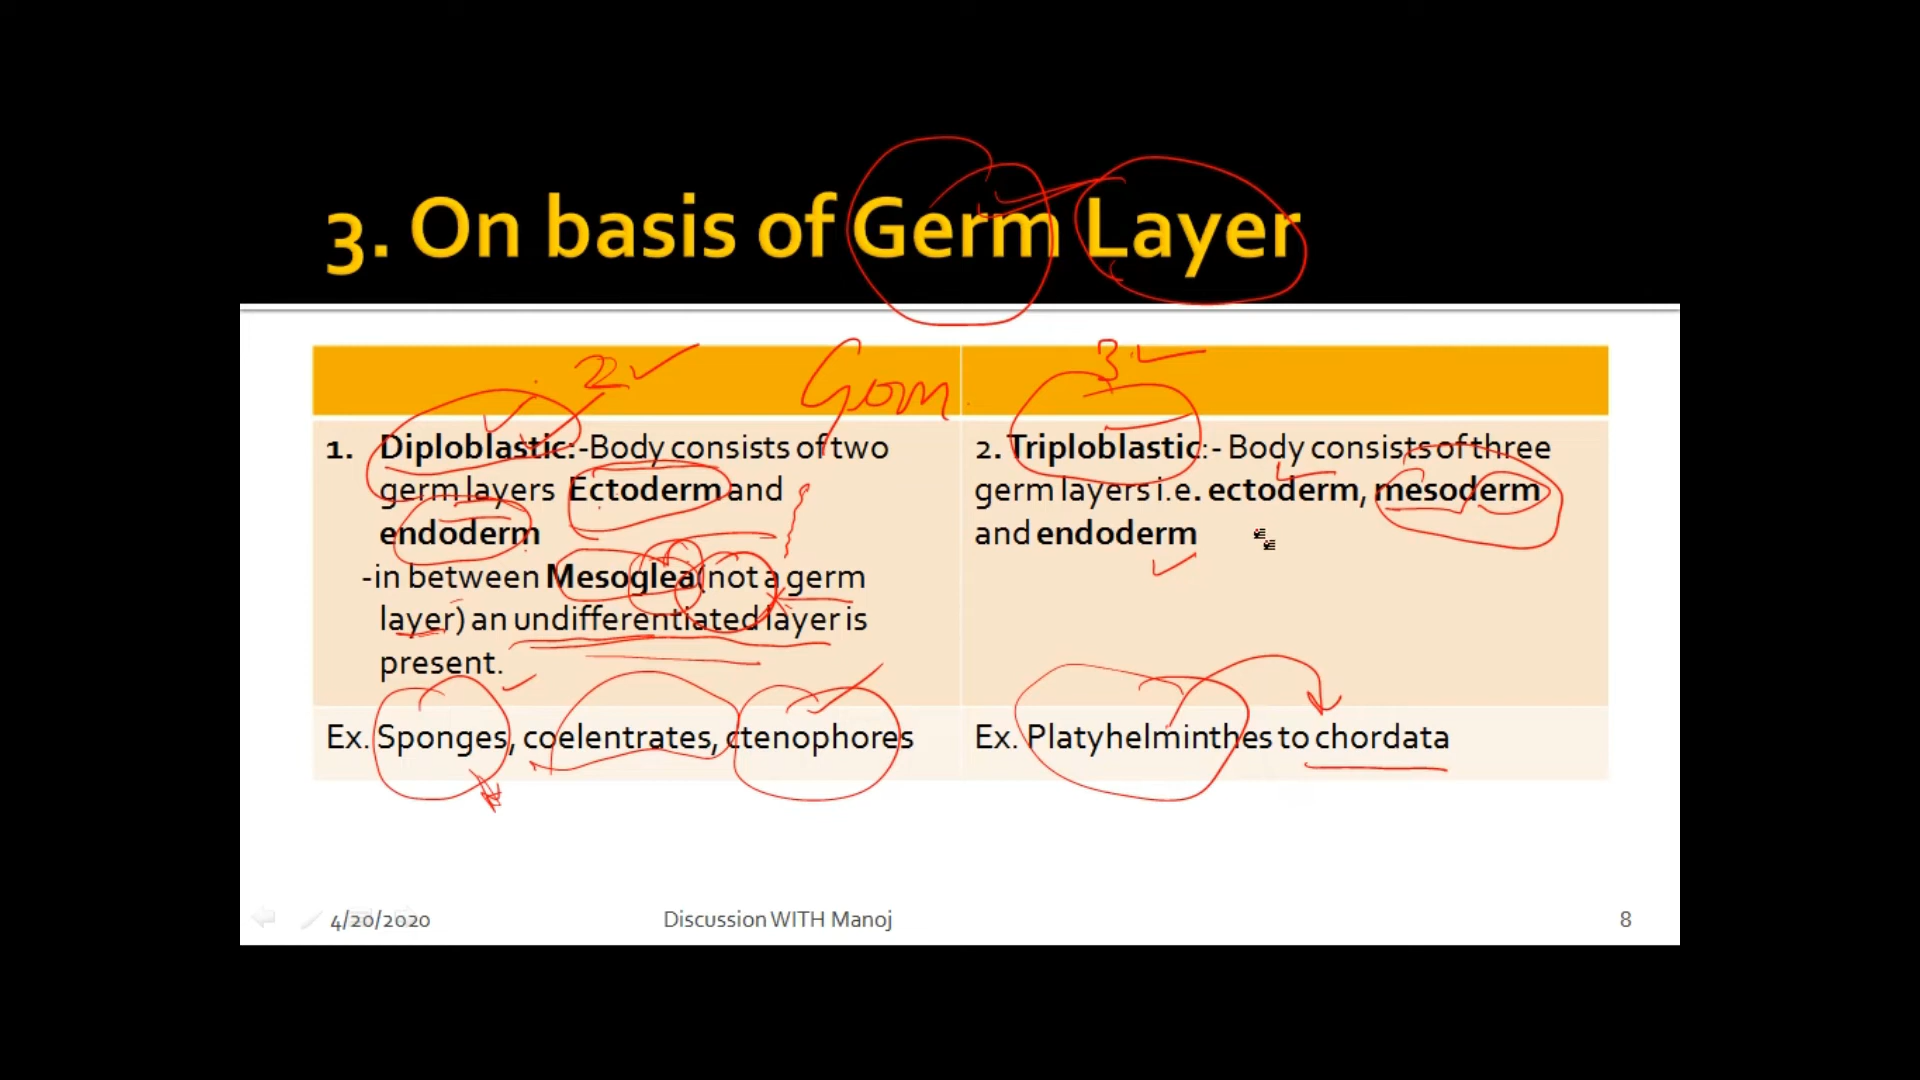 3. On basis of Germ Layer
2
3
1. Diploblastic:-Body consists of two
germ layers Ectoderm and
endoderm
-in between Mesoglea(not a germ
layer) an undifferentiated layer is
present.
2. Triploblastic:- Body consists of three
germ layers i.e. ectoderm, mesoderm
and endoderm
Ex. Sponges, coelentrates, ctenophores
Ex. Platyhelminthes to chordata
4/20/2020
Discussion WITH Manoj
8